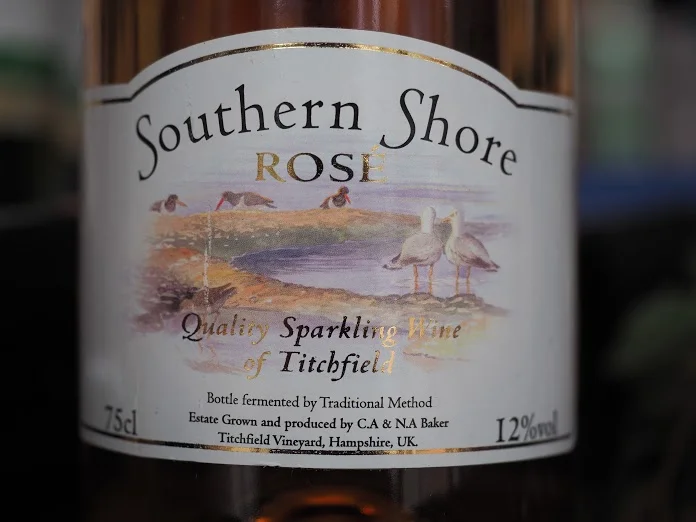 Southern Shore
ROSÉ
Quality Sparkling Wine
of Titchfield
Bottle fermented by Traditional Method
Estate Grown and produced by C.A & N.A Baker
75cl
12%vol
Titchfield Vineyard, Hampshire, UK.